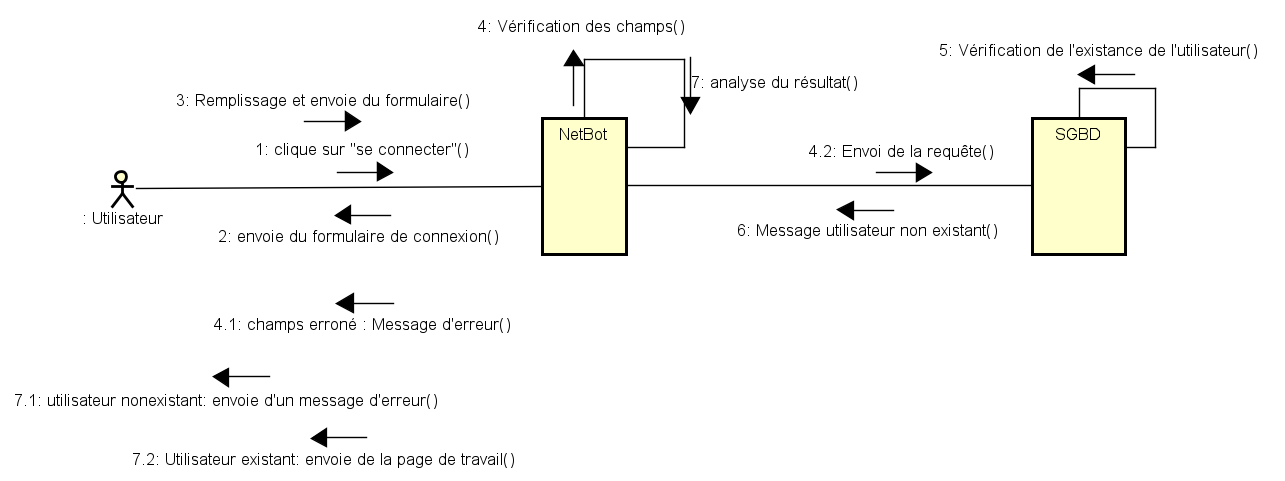 4: Vérification des champs()
5: Vérification de l'existance de l'utilisateur()
7: analyse du résultat()
3: Remplissage et envoie du formulaire()
NetBot
SGBD
1: clique sur "se connecter"()
4.2: Envoi de la requête()
: Utilisateur
2: envoie du formulaire de connexion()
6: Message utilisateur non existant()
4.1: champs erroné : Message d'erreur()
7.1: utilisateur nonexistant: envoie d'un message d'erreur()
7.2: Utilisateur existant: envoie de la page de travail()